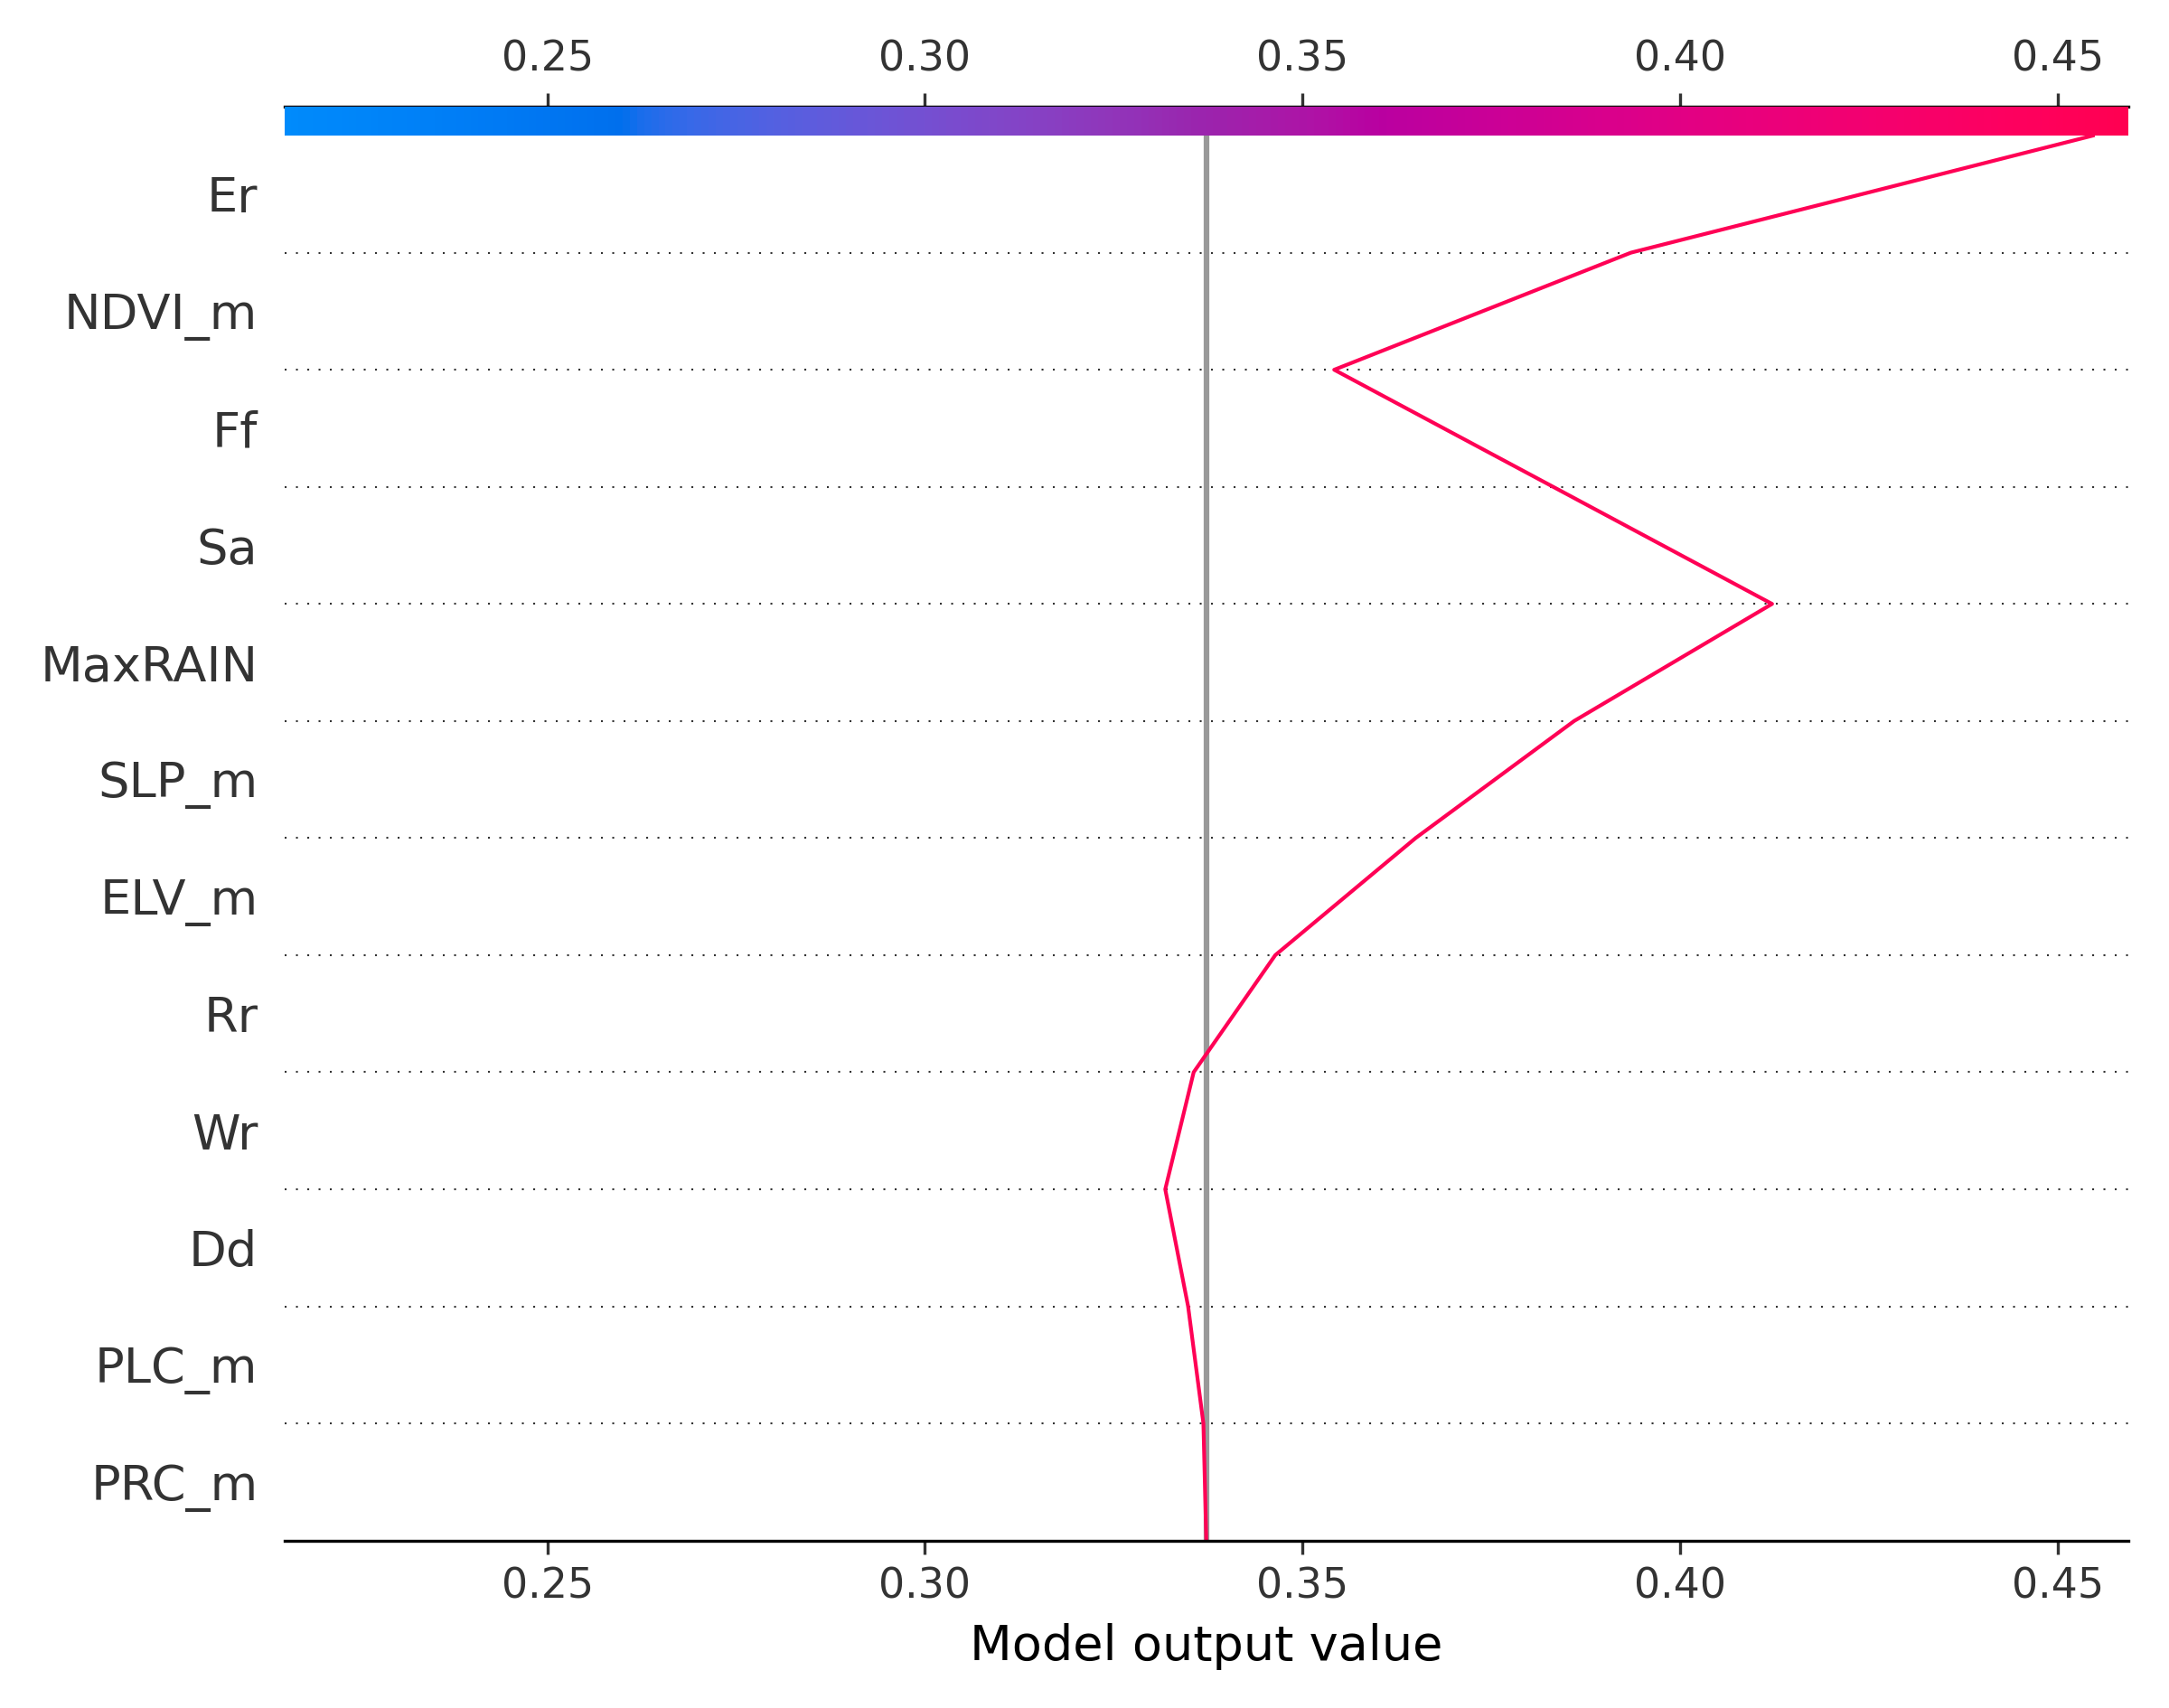 0.25 0.30 0.35 0.40 0.45
Er
NDVI_m
Ff
Sa
MaxRAIN
SLP_m
ELV_m
Rr
Wr
Dd
PLC_m
PRC_m
0.25 0.30 0.35 0.40 0.45
Model output value